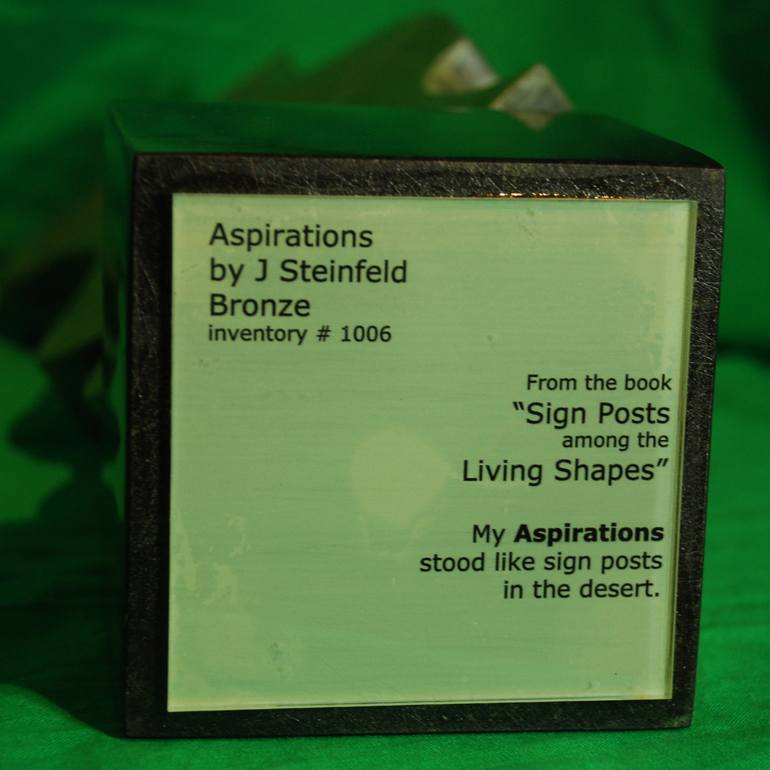 Aspirations
by J Steinfeld
Bronze
inventory # 1006
From the book
“Sign Posts
among the
Living Shapes”
My Aspirations
stood like sign posts
in the desert.